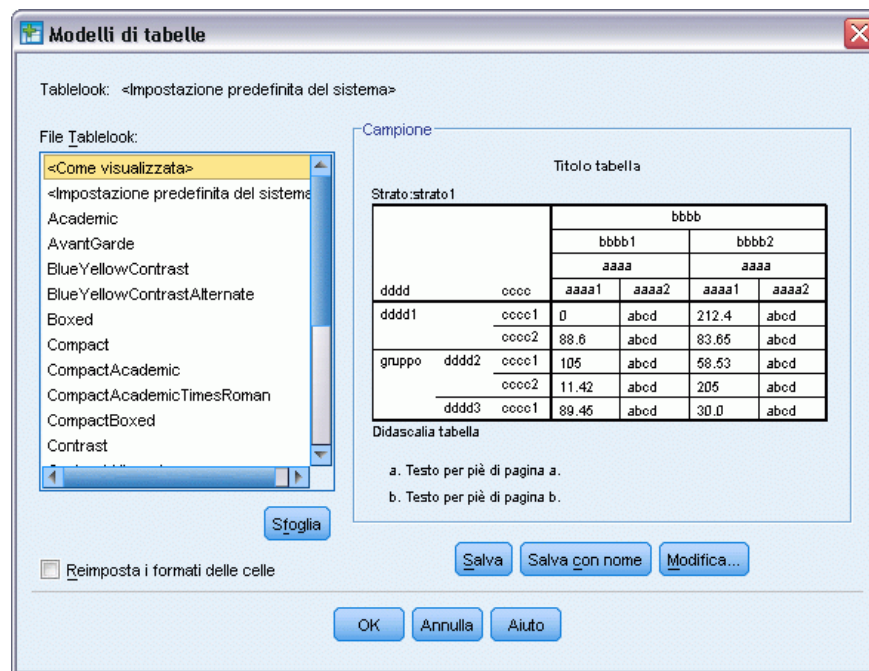 Modelli di tabelle
Tablelook: <Impostazione predefinita del sistema>
File Tablelook:
<Come visualizzata>
<Impostazione predefinita del sistema
Academic
AvantGarde
BlueYellowContrast
BlueYellowContrastAlternate
Boxed
Compact
CompactAcademic
CompactAcademicTimesRoman
CompactBoxed
Contrast
Sfoglia
Reimposta i formati delle celle
Campione
Titolo tabella
Strato:strato1
bbbb
bbbb1 bbbb2
aaaa aaaa
dddd cccc aaaa1 aaaa2 aaaa1 aaaa2
dddd1 cccc1 0 abcd 212.4 abcd
cccc2 88.6 abcd 83.65 abcd
gruppo dddd2 cccc1 105 abcd 58.53 abcd
cccc2 11.42 abcd 205 abcd
dddd3 cccc1 89.45 abcd 30.0 abcd
Didascalia tabella
a. Testo per piè di pagina a.
b. Testo per piè di pagina b.
Salva Salva con nome Modifica...
OK Annulla Aiuto